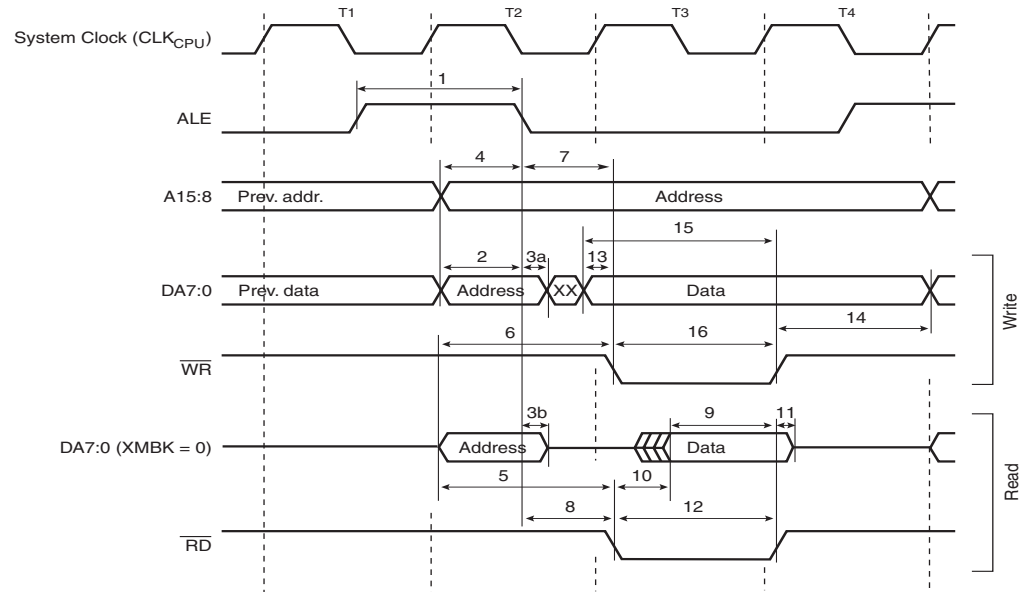 T1 T2 T3 T4
System Clock (CLKCPU)
1
ALE
4 7
A15:8 Prev. addr. Address
15
2 3a 13
DA7:0 Prev. data Address XX Data
14
6 16
WR
Write
3b 9 11
DA7:0 (XMBK = 0) Address Data
5 10
8 12
RD
Read